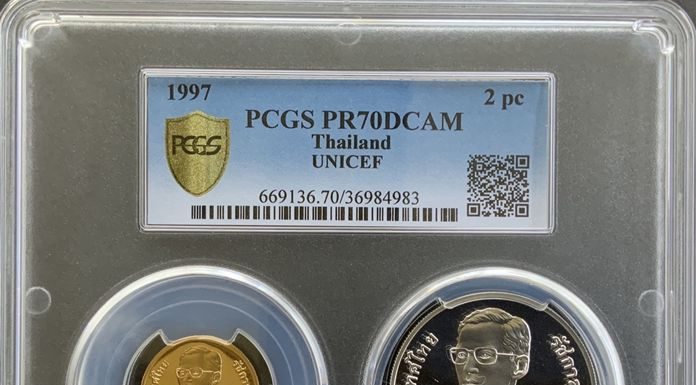 1997
2 pc
PCGS PR70DCAM
Thailand
UNICEF
PCGS
669136.70/36984983